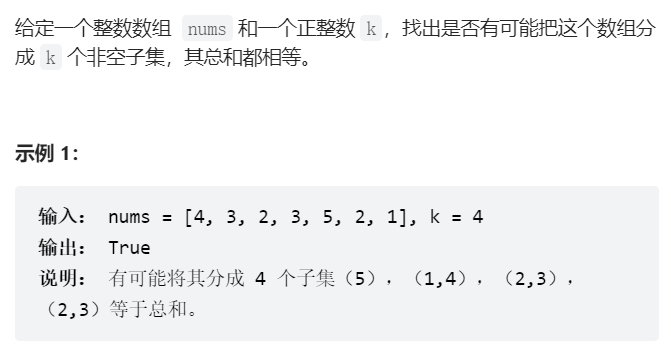 给定一个整数数组 nums 和一个正整数 k，找出是否有可能把这个数组分
成 k 个非空子集，其总和都相等。
示例 1：
输入： nums = [4, 3, 2, 3, 5, 2, 1], k = 4
输出： True
说明： 有可能将其分成 4 个子集（5），（1,4），（2,3），
（2,3）等于总和。